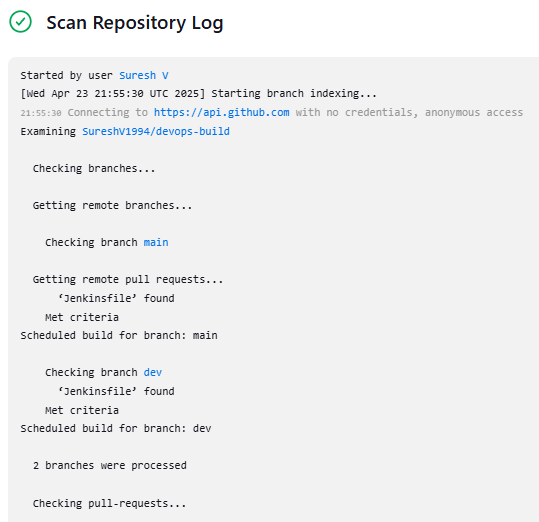 Scan Repository Log
Started by user Suresh V
[Wed Apr 23 21:55:30 UTC 2025] Starting branch indexing...
21:55:30 Connecting to https://api.github.com with no credentials, anonymous access
Examining SureshV1994/devops-build
Checking branches...
Getting remote branches...
Checking branch main
Getting remote pull requests...
‘Jenkinsfile’ found
Met criteria
Scheduled build for branch: main
Checking branch dev
‘Jenkinsfile’ found
Met criteria
Scheduled build for branch: dev
2 branches were processed
Checking pull-requests...